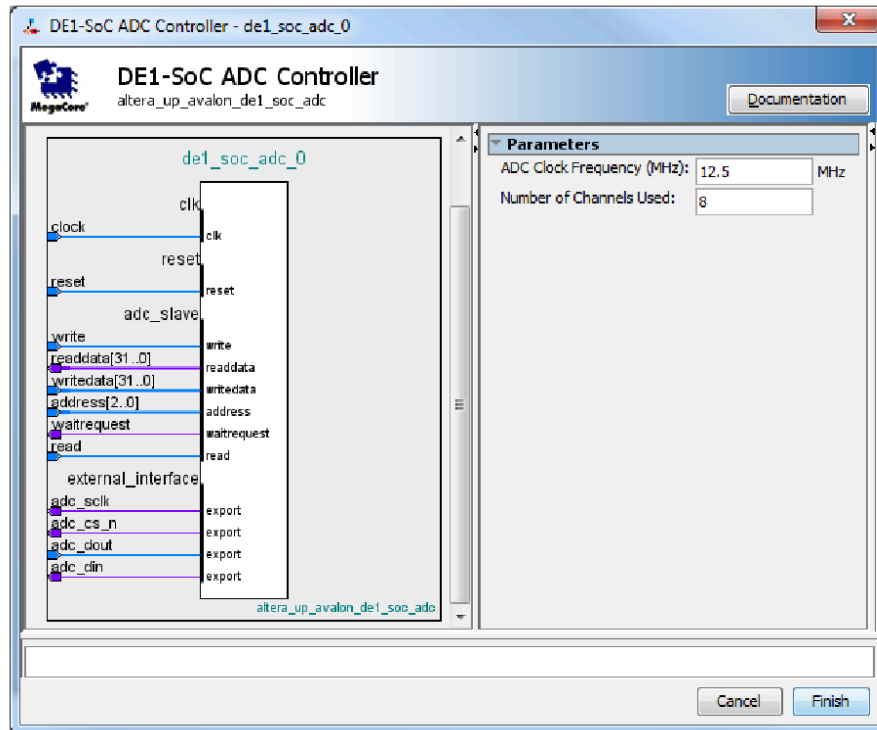 DE1-SoC ADC Controller - de1_soc_adc_0
DE1-SoC ADC Controller
altera_up_avalon_de1_soc_adc
MegaCore'
Documentation
de1_soc_adc_0
clk
clock
clk
reset
reset
reset
adc_slave
write
write
readdata[31..0]
readdata
writedata[31..0]
writedata
address[2..0]
address
waitrequest
waitrequest
read
read
external_interface
adc_sclk
export
adc_cs_n
export
adc_dout
export
adc_din
export
altera_up_avalon_de1_soc_adc
Parameters
ADC Clock Frequency (MHz): 12.5 MHz
Number of Channels Used: 8
Cancel Finish